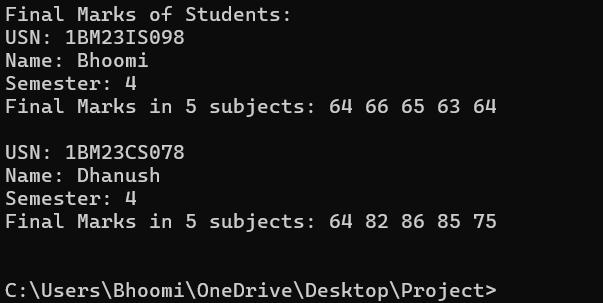 Final Marks of Students:
USN: 1BM23IS098
Name: Bhoomi
Semester: 4
Final Marks in 5 subjects: 64 66 65 63 64
USN: 1BM23CS078
Name: Dhanush
Semester: 4
Final Marks in 5 subjects: 64 82 86 85 75
C:\Users\Bhoomi\OneDrive\Desktop\Project>